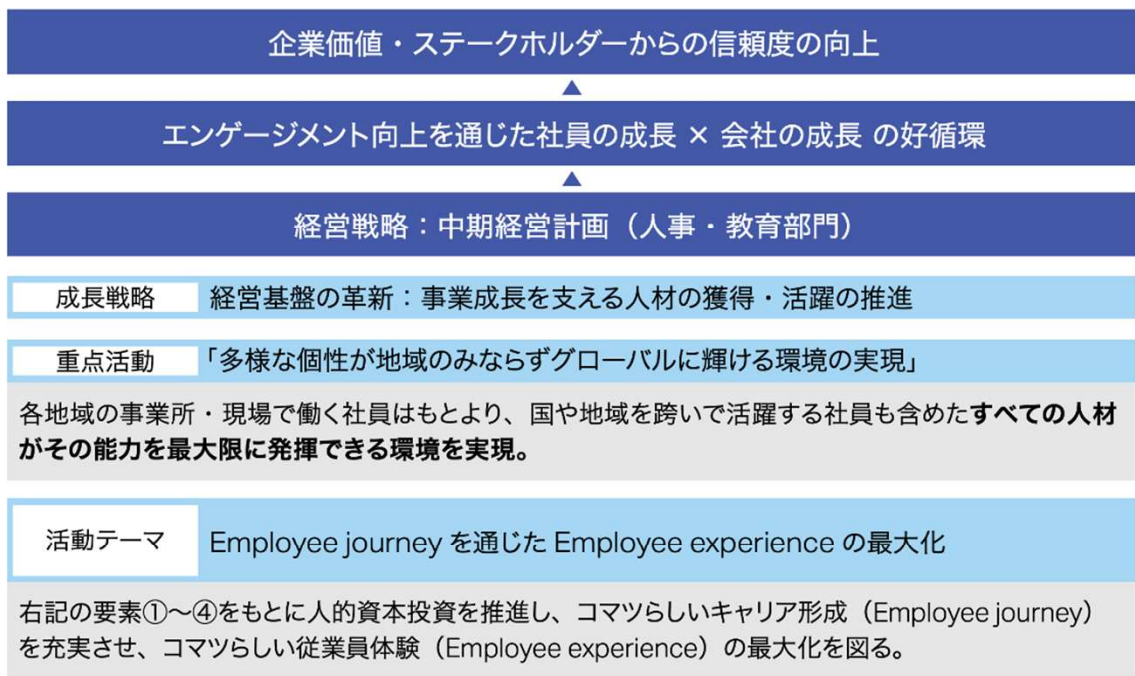 企業価値・ステークホルダーからの信頼度の向上
▲
エンゲージメント向上を通じた社員の成長 × 会社の成長 の好循環
▲
経営戦略：中期経営計画（人事・教育部門）
成長戦略 経営基盤の革新：事業成長を支える人材の獲得・活躍の推進
重点活動 「多様な個性が地域のみならずグローバルに輝ける環境の実現」
各地域の事業所・現場で働く社員はもとより、国や地域を跨いで活躍する社員も含めたすべての人材
がその能力を最大限に発揮できる環境を実現。
活動テーマ Employee journey を通じた Employee experience の最大化
右記の要素①～④をもとに人的資本投資を推進し、コマツらしいキャリア形成（Employee journey）
を充実させ、コマツらしい従業員体験（Employee experience）の最大化を図る。